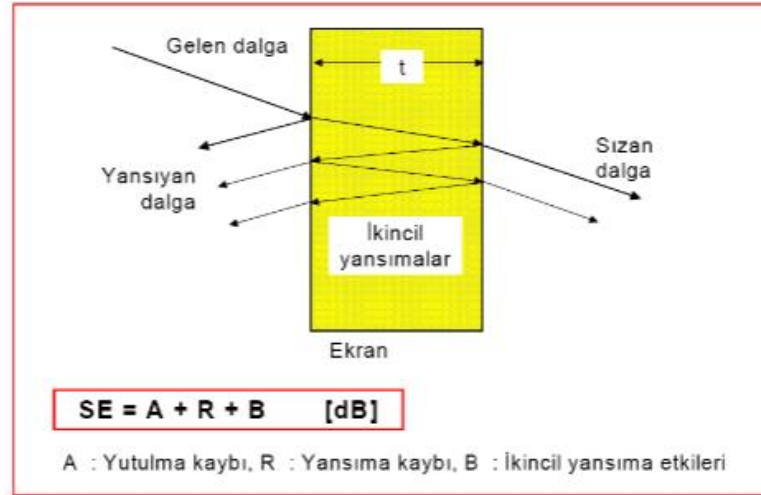 Gelen dalga
t
Sızan
dalga
Yansıyan
dalga
İkincil
yansımalar
Ekran
SE = A + R + B [dB]
A : Yutulma kaybı, R : Yansıma kaybı, B : İkincil yansıma etkileri